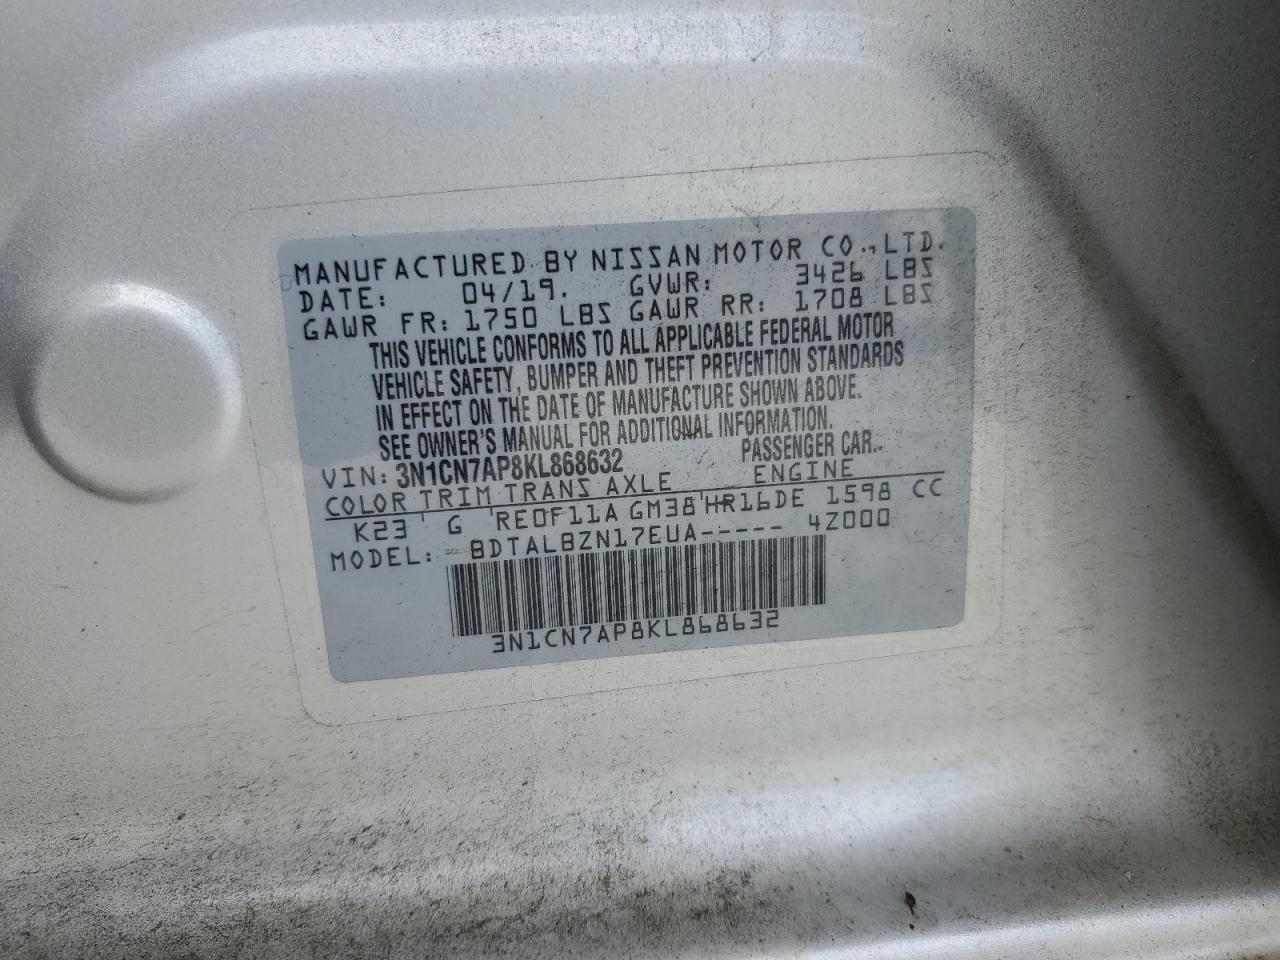 MANUFACTURED BY NISSAN MOTOR CO.,LTD.
DATE: 04/19. GVWR: 3426 LBS
GAWR FR: 1750 LBS GAWR RR: 1708 LBS
THIS VEHICLE CONFORMS TO ALL APPLICABLE FEDERAL MOTOR
VEHICLE SAFETY, BUMPER AND THEFT PREVENTION STANDARDS
IN EFFECT ON THE DATE OF MANUFACTURE SHOWN ABOVE.
SEE OWNER'S MANUAL FOR ADDITIONAL INFORMATION.
VIN: 3N1CN7AP8KL868632 PASSENGER CAR.
COLOR TRIM TRANS AXLE ENGINE
K23 G RE0F11A GM38 HR16DE 1598 CC
MODEL: BDTALBZN17EUA----- 4Z000
3N1CN7AP8KL868632